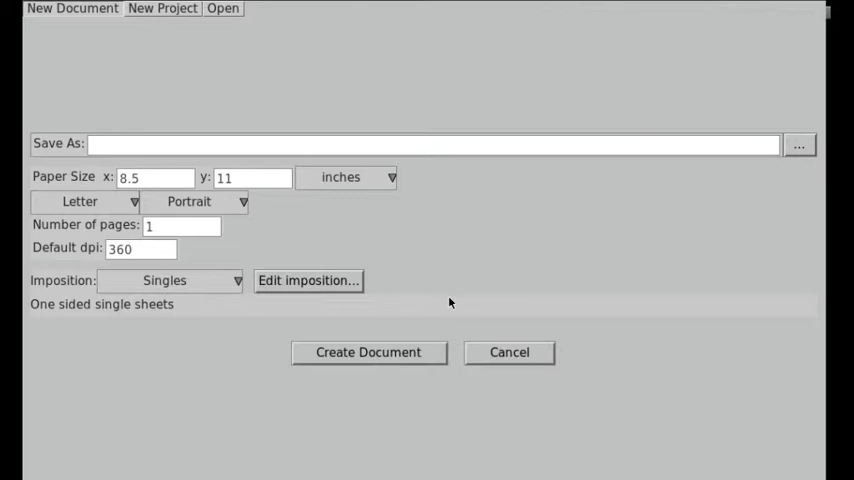 New Document New Project Open
Save As: ...
Paper Size x: 8.5 y: 11 inches
Letter Portrait
Number of pages: 1
Default dpi: 360
Imposition: Singles Edit imposition...
One sided single sheets
Create Document Cancel